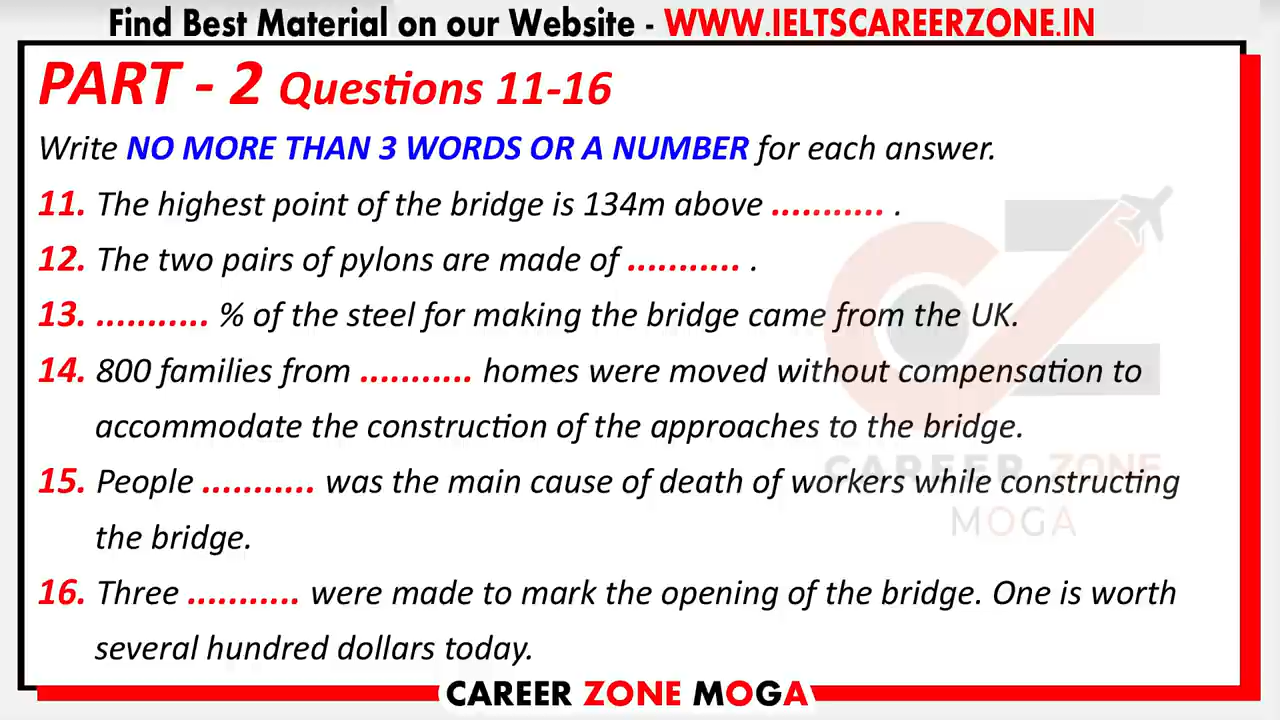 Find Best Material on our Website - WWW.IELTSCAREERZONE.IN
PART - 2 Questions 11-16
Write NO MORE THAN 3 WORDS OR A NUMBER for each answer.
11. The highest point of the bridge is 134m above ........... .
12. The two pairs of pylons are made of ........... .
13. ........... % of the steel for making the bridge came from the UK.
14. 800 families from ........... homes were moved without compensation to
accommodate the construction of the approaches to the bridge.
15. People ........... was the main cause of death of workers while constructing
the bridge.
16. Three ........... were made to mark the opening of the bridge. One is worth
several hundred dollars today.
CAREER ZONE
MOGA
CAREER ZONE MOGA